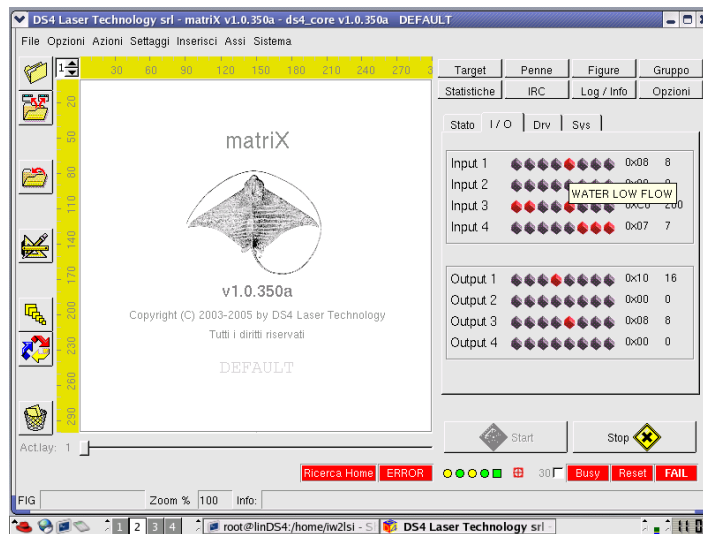 DS4 Laser Technology srl - matriX v1.0.350a - ds4_core v1.0.350a DEFAULT
File Opzioni Azioni Settaggi Inserisci Assi Sistema
1 30 60 90 120 150 180 210 240 270
20
50
80
110
140
170
200
230
260
290
matriX
v1.0.350a
Copyright (C) 2003-2005 by DS4 Laser Technology
Tutti i diritti riservati
DEFAULT
Target Penne Figure Gruppo
Statistiche IRC Log / Info Opzioni
Stato I / O Drv Sys
Input 1 0x08 8
Input 2
WATER LOW FLOW
Input 3 200
Input 4 0x07 7
Output 1 0x10 16
Output 2 0x00 0
Output 3 0x08 8
Output 4 0x00 0
Start Stop
Act.lay: 1
Ricerca Home ERROR 30 Busy Reset FAIL
FIG Zoom % 100 Info:
1 2 3 4 root@linDS4:/home/iw2lsi - S DS4 Laser Technology srl -